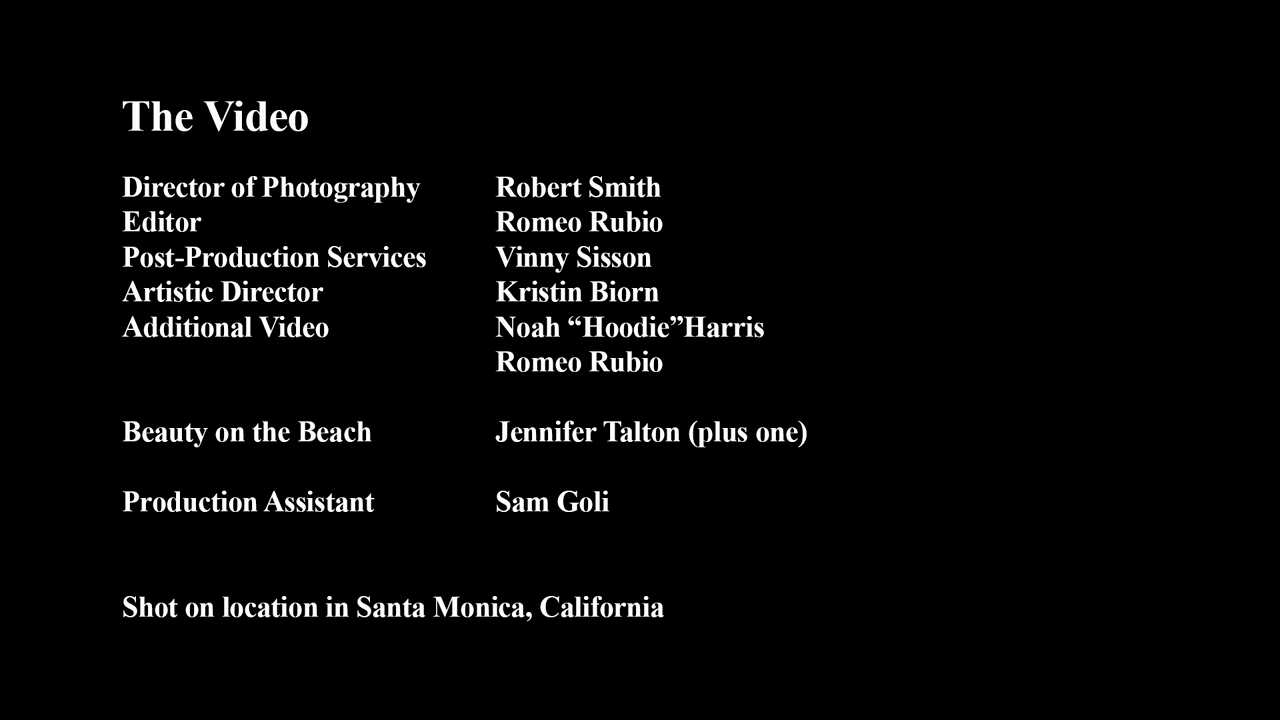 The Video
Director of Photography Robert Smith
Editor Romeo Rubio
Post-Production Services Vinny Sisson
Artistic Director Kristin Biorn
Additional Video Noah “Hoodie”Harris
Romeo Rubio
Beauty on the Beach Jennifer Talton (plus one)
Production Assistant Sam Goli
Shot on location in Santa Monica, California